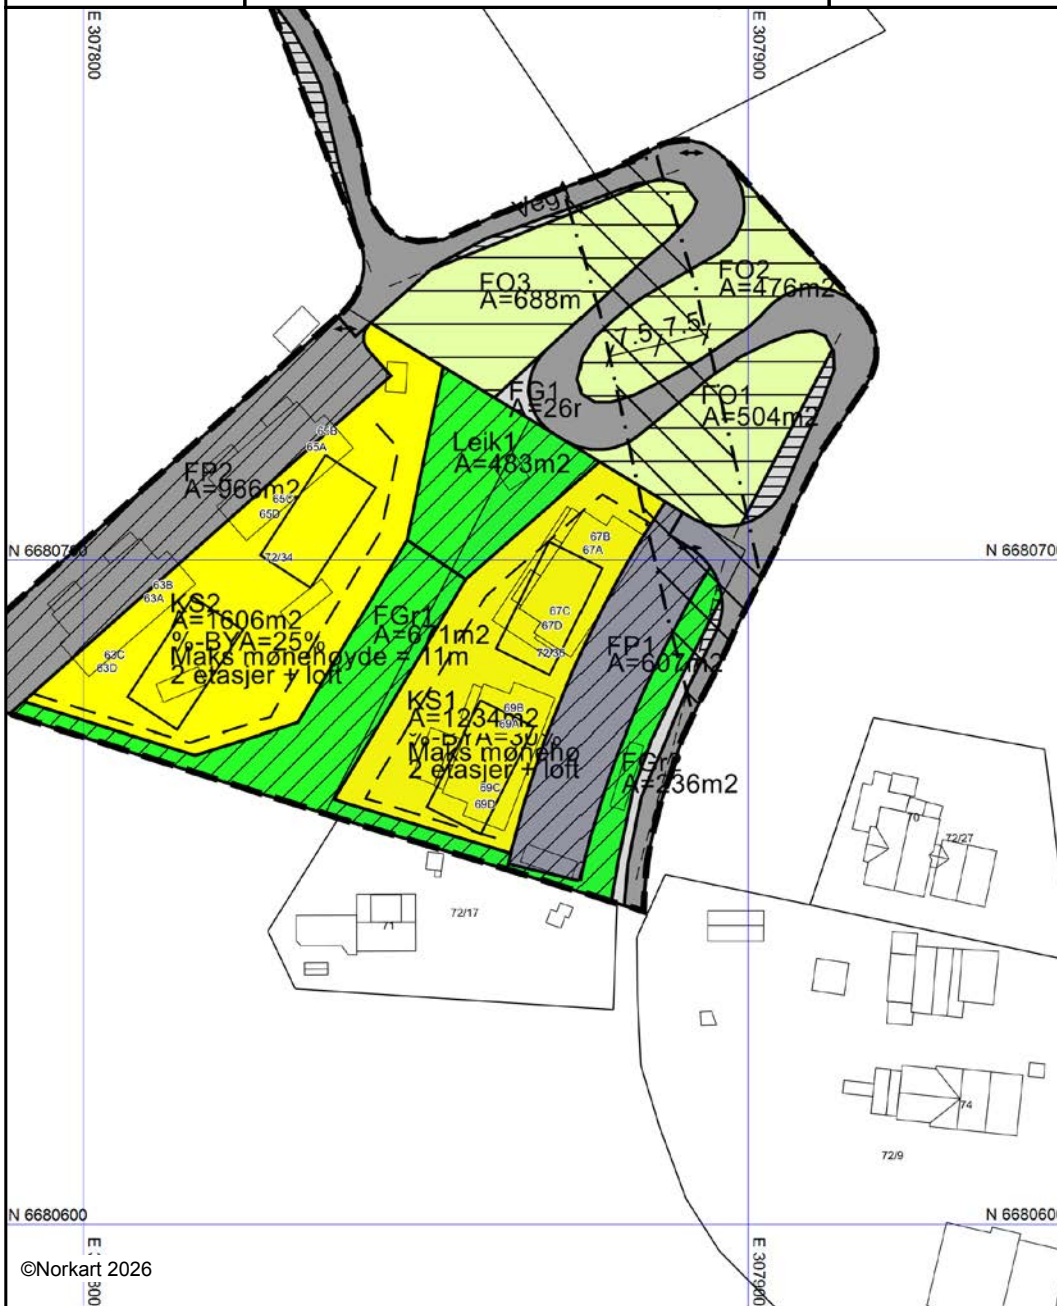 E 307800
E 307900
Veg1
FO3
A=688m
FO2
A=476m2
7.5
7.5
FG1
A=26r
FO1
A=504m2
Leik1
A=483m2
65B
65A
FP2
A=966m2
65C
65D
67B
67A
N 6680700
N 6680700
72/34
63B
63A
KS2
A=1606m2
%-BYA=25%
Maks mønehøyde = 11m
2 etasjer + loft
63C
63D
FGr1
A=671m2
67C
67D
72/35
FP1
A=607m2
KS1
A=1234m2
%-BYA=30%
Maks mønehø
2 etasjer + loft
69B
69A
69C
69D
FGr2
A=236m2
70
72/27
72/17
71
74
72/9
N 6680600
N 6680600
E 307900
©Norkart 2026